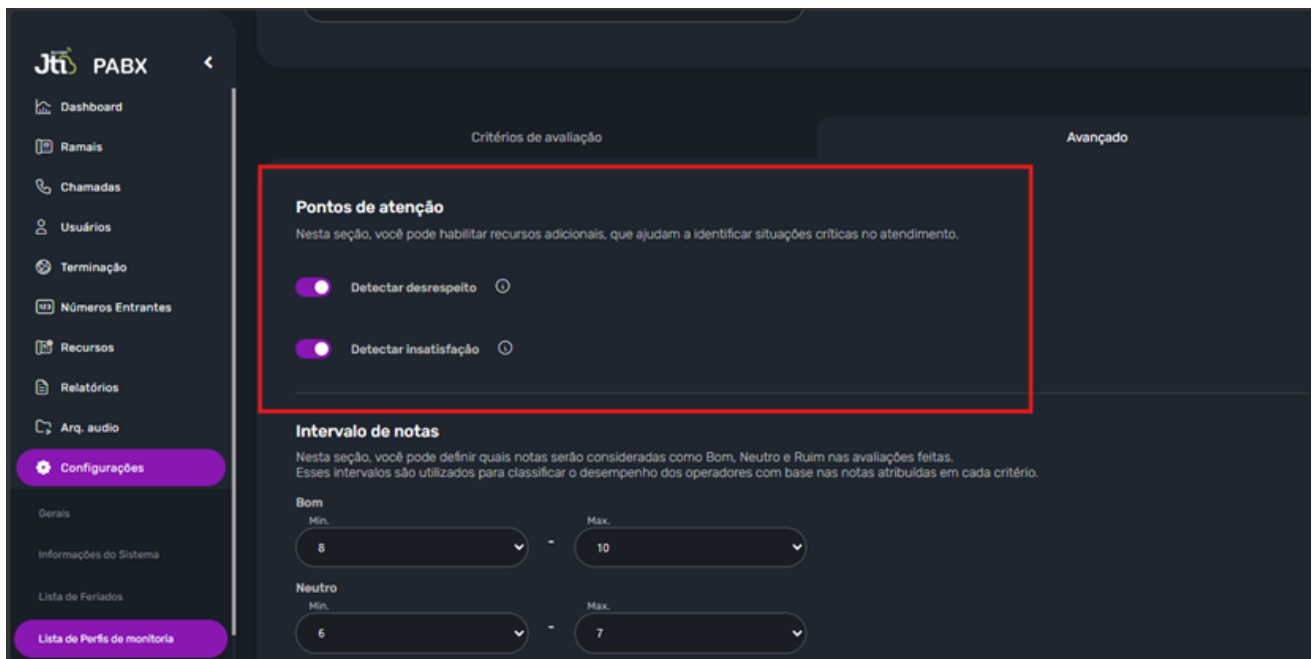 Jti PABX
Dashboard
Ramais
Chamadas
Usuários
Terminação
123 Números Entrantes
Recursos
Relatórios
Arq. audio
Configurações
Gerais
Informações do Sistema
Lista de Feriados
Lista de Perfis de monitoria
Critérios de avaliação
Avançado
Pontos de atenção
Nesta seção, você pode habilitar recursos adicionais, que ajudam a identificar situações críticas no atendimento.
Detectar desrespeito
Detectar insatisfação
Intervalo de notas
Nesta seção, você pode definir quais notas serão consideradas como Bom, Neutro e Ruim nas avaliações feitas.
Esses intervalos são utilizados para classificar o desempenho dos operadores com base nas notas atribuídas em cada critério.
Bom
Min. Max.
8 - 10
Neutro
Min. Max.
6 - 7